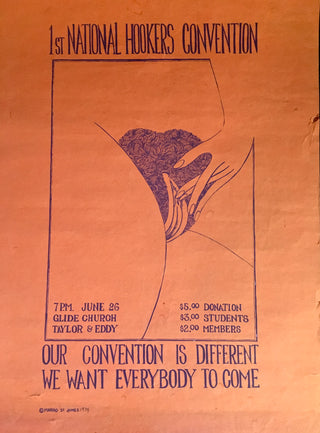 1ST NATIONAL HOOKERS CONVENTION
7 P.M. JUNE 26
GLIDE CHURCH
TAYLOR & EDDY
$5.00 DONATION
$3.00 STUDENTS
$2.00 MEMBERS
OUR CONVENTION IS DIFFERENT
WE WANT EVERYBODY TO COME